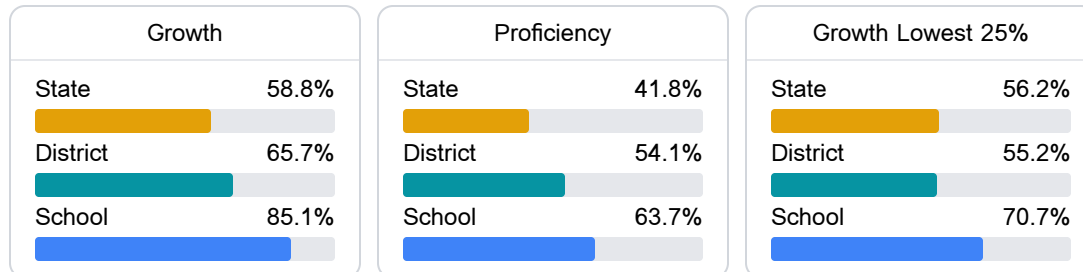 Growth
State 58.8%
District 65.7%
School 85.1%
Proficiency
State 41.8%
District 54.1%
School 63.7%
Growth Lowest 25%
State 56.2%
District 55.2%
School 70.7%